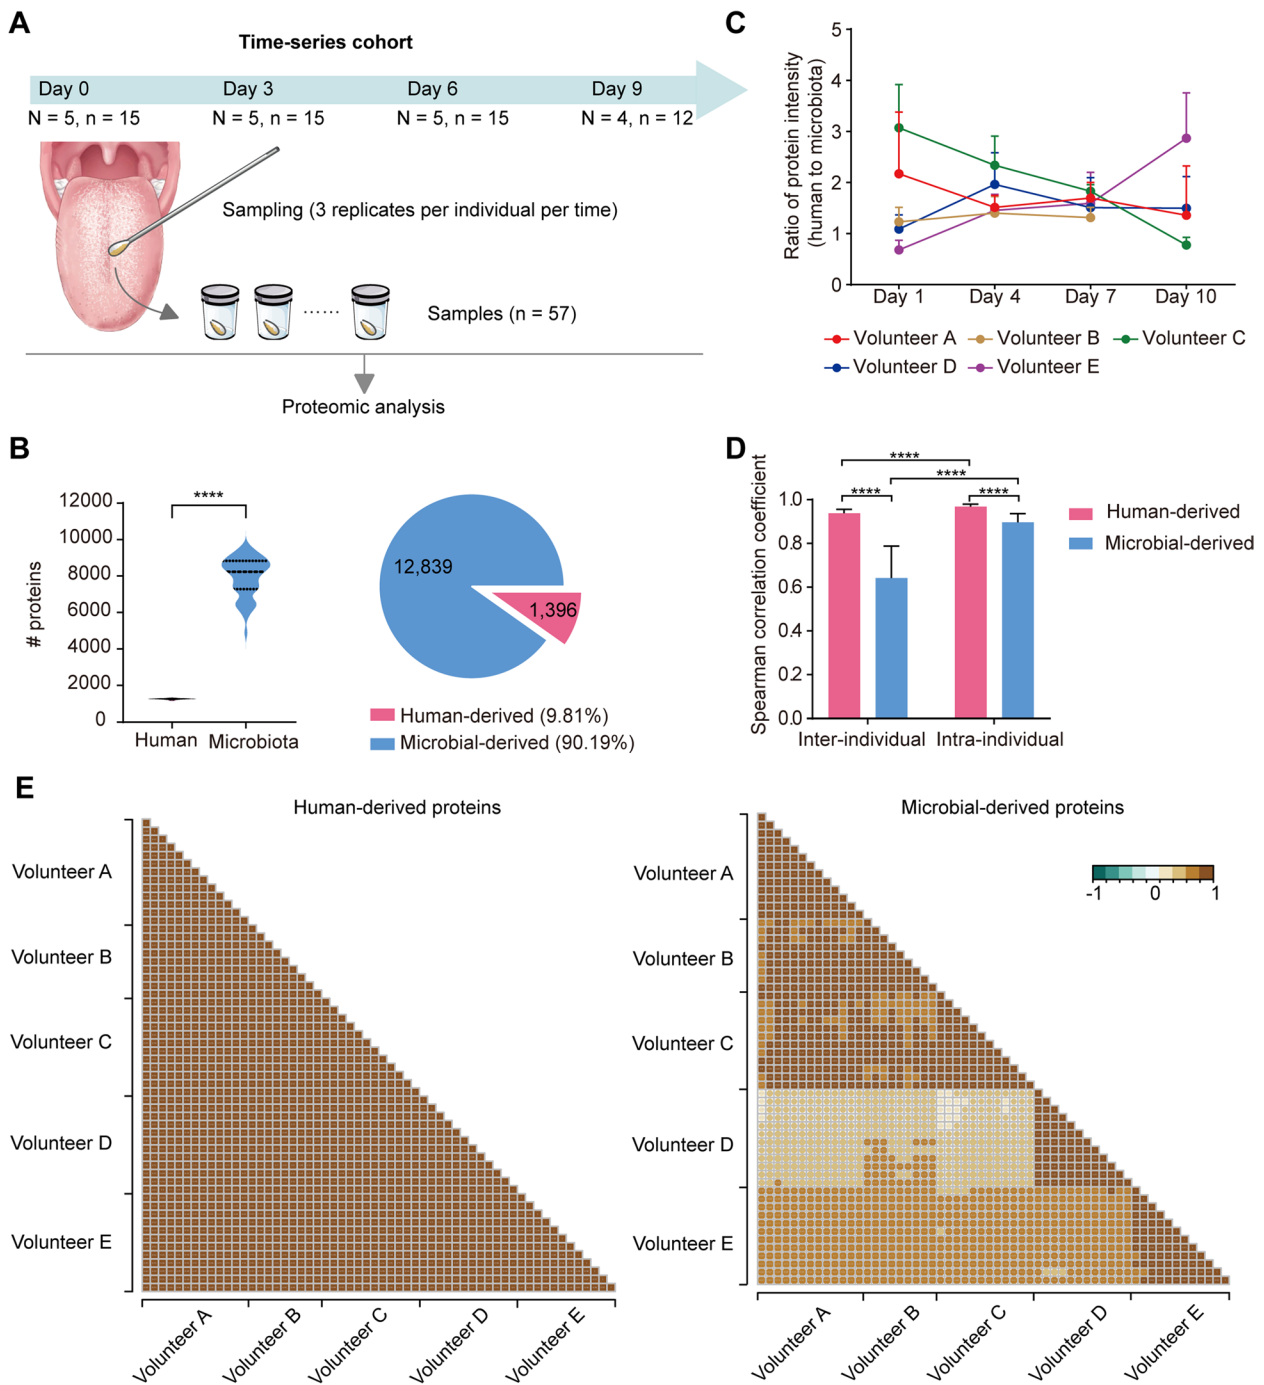 A
Time-series cohort
Day 0 Day 3 Day 6 Day 9
N = 5, n = 15 N = 5, n = 15 N = 5, n = 15 N = 4, n = 12
Sampling (3 replicates per individual per time)
......
Samples (n = 57)
Proteomic analysis
B
# proteins
12000
10000
8000
6000
4000
2000
0
****
Human Microbiota
12,839
1,396
Human-derived (9.81%)
Microbial-derived (90.19%)
C
Ratio of protein intensity
(human to microbiota)
5
4
3
2
1
0
Day 1 Day 4 Day 7 Day 10
Volunteer A Volunteer B Volunteer C
Volunteer D Volunteer E
D
Spearman correlation coefficient
1.0
0.8
0.6
0.4
0.2
0.0
****
****
**** ****
Inter-individual Intra-individual
Human-derived
Microbial-derived
E
Human-derived proteins
Volunteer A
Volunteer B
Volunteer C
Volunteer D
Volunteer E
Volunteer A Volunteer B Volunteer C Volunteer D Volunteer E
Microbial-derived proteins
-1 0 1
Volunteer A
Volunteer B
Volunteer C
Volunteer D
Volunteer E
Volunteer A Volunteer B Volunteer C Volunteer D Volunteer E